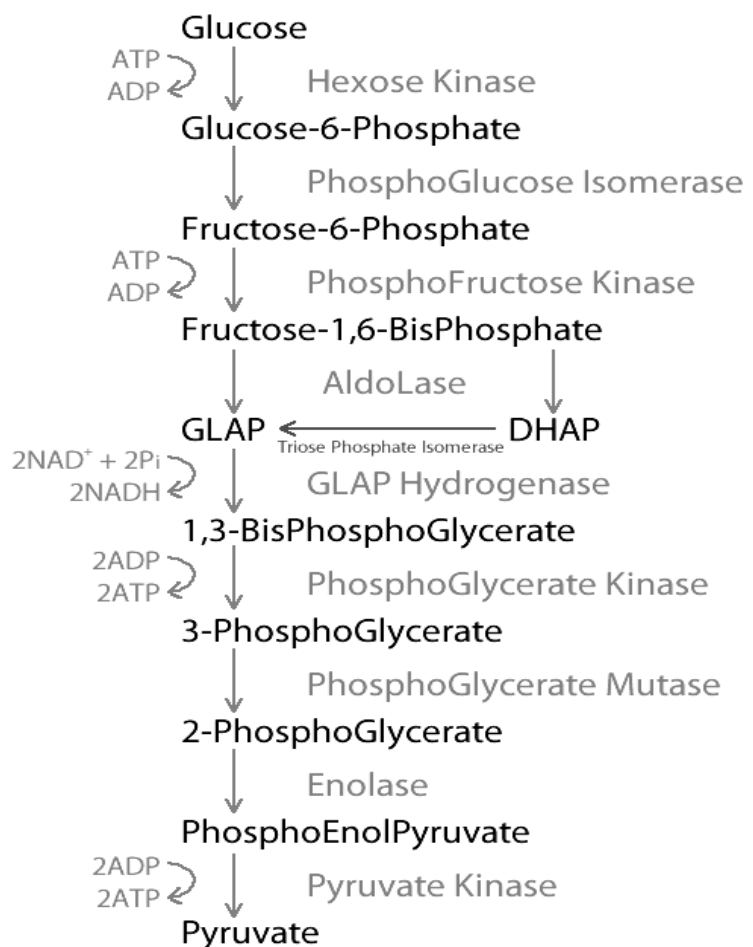 Glucose
ATP
ADP
Hexose Kinase
Glucose-6-Phosphate
PhosphoGlucose Isomerase
Fructose-6-Phosphate
ATP
ADP
PhosphoFructose Kinase
Fructose-1,6-BisPhosphate
AldoLase
GLAP
DHAP
Triose Phosphate Isomerase
2NAD⁺ + 2Pi
2NADH
GLAP Hydrogenase
1,3-BisPhosphoGlycerate
2ADP
2ATP
PhosphoGlycerate Kinase
3-PhosphoGlycerate
PhosphoGlycerate Mutase
2-PhosphoGlycerate
Enolase
PhosphoEnolPyruvate
2ADP
2ATP
Pyruvate Kinase
Pyruvate